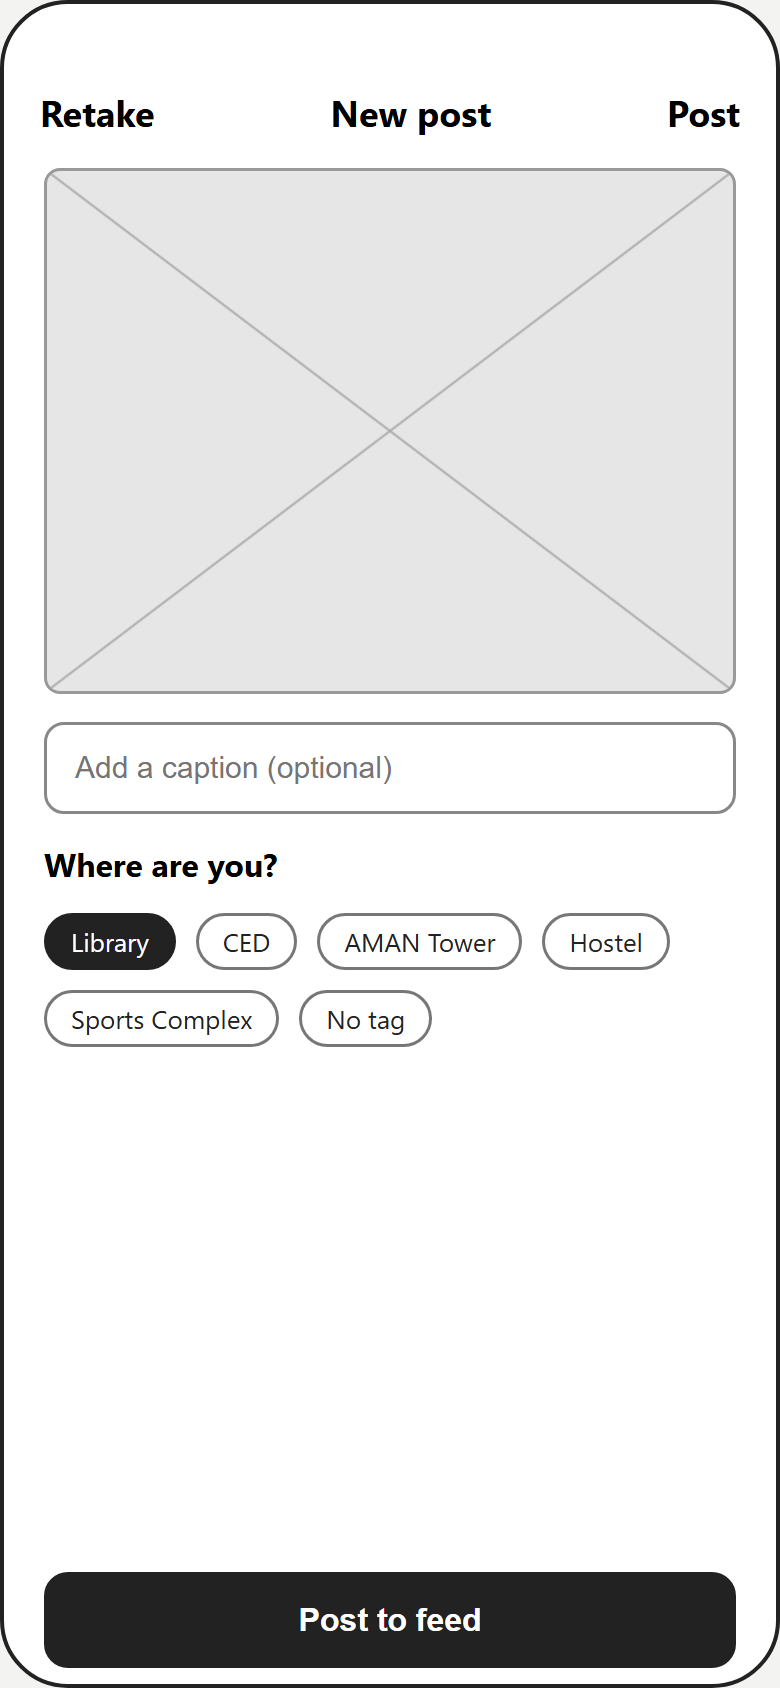 Retake New post Post
Add a caption (optional)
Where are you?
Library CED AMAN Tower Hostel
Sports Complex No tag
Post to feed